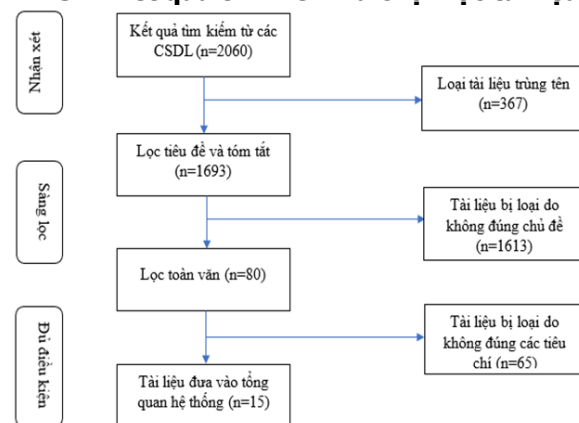 Nhận xét
Kết quả tìm kiếm từ các
CSDL (n=2060)
Loại tài liệu trùng tên
(n=367)
Lọc tiêu đề và tóm tắt
(n=1693)
Sàng lọc
Tài liệu bị loại do
không đúng chủ đề
(n=1613)
Lọc toàn văn (n=80)
Đủ điều kiện
Tài liệu bị loại do
không đúng các tiêu
chí (n=65)
Tài liệu đưa vào tổng
quan hệ thống (n=15)